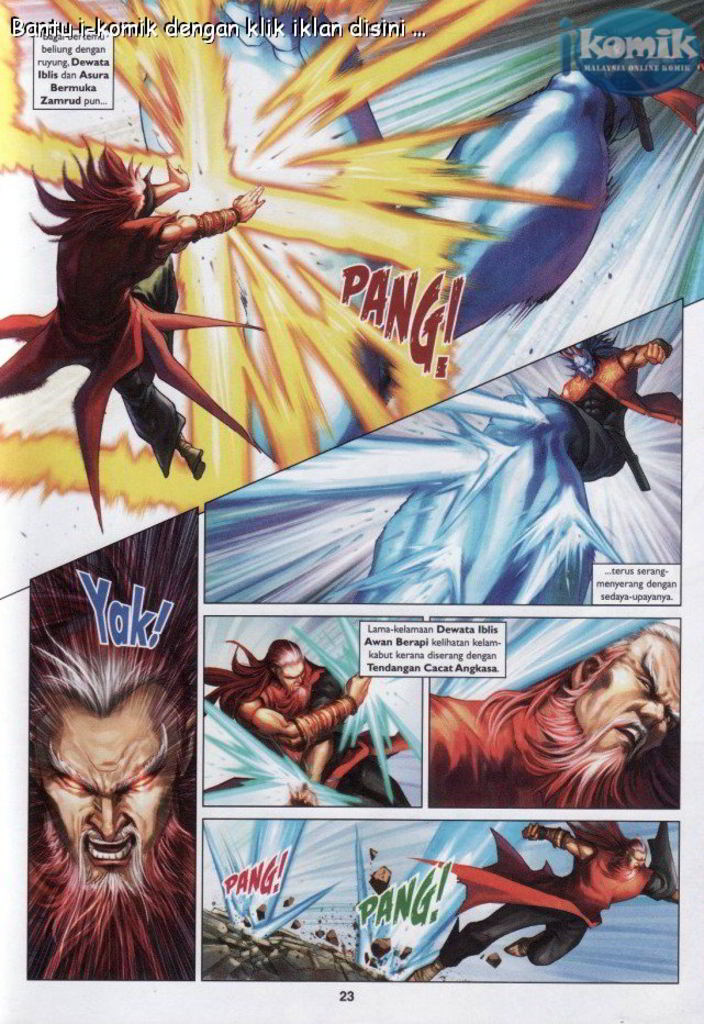 Bantu i-komik dengan klik iklan disini ...
ikomik
MALAYSIA ONLINE KOMIK
Bagai bertemu
beliung dengan
ruyung, Dewata
Iblis dan Asura
Bermuka
Zamrud pun...
PANG!
...terus serang-
menyerang dengan
sedaya-upayanya.
Yak!
Lama-kelamaan Dewata Iblis
Awan Berapi kelihatan kelam-
kabut kerana diserang dengan
Tendangan Cacat Angkasa.
PANG!
PANG!
23